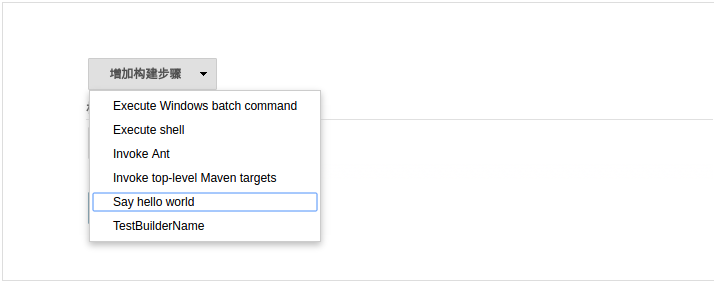 增加构建步骤
Execute Windows batch command
Execute shell
Invoke Ant
Invoke top-level Maven targets
Say hello world
TestBuilderName